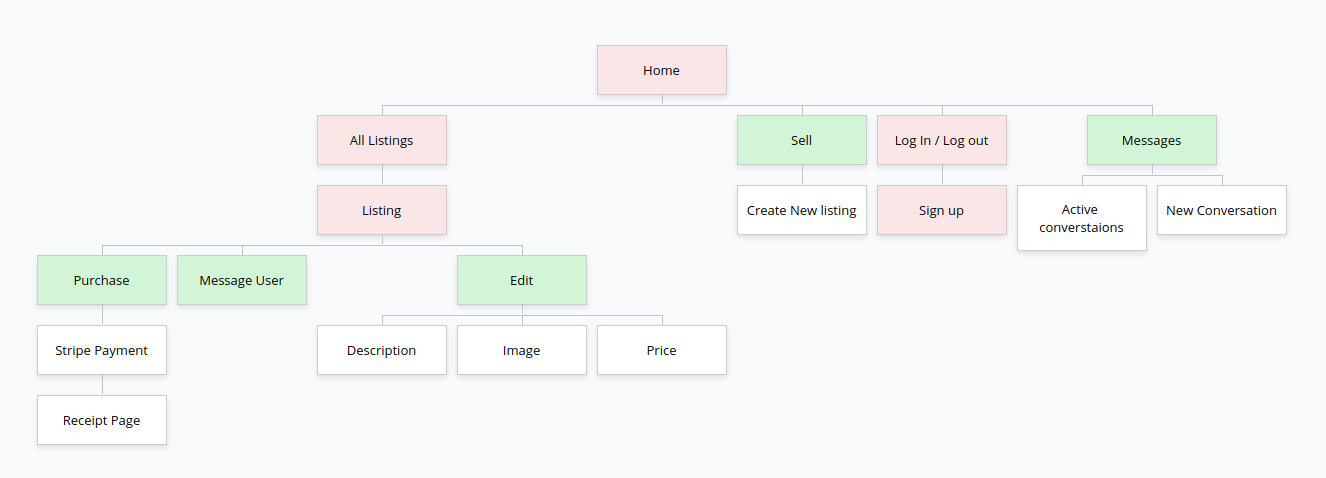 Home
All Listings
Sell
Log In / Log out
Messages
Listing
Create New listing
Sign up
Active
converstaions
New Conversation
Purchase
Message User
Edit
Stripe Payment
Description
Image
Price
Receipt Page